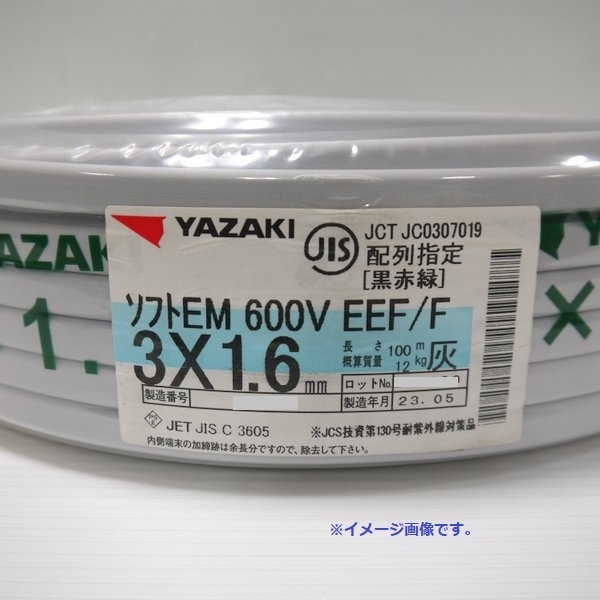 YAZAKI
1.
×
YAZAKI
JIS
JCT JC0307019
配列指定
[黒赤緑]
ソフトEM 600V EEF/F
3X1.6mm
長さ 100m
概算質量 12kg
灰
ロットNo.
製造番号
製造年月 23.05
PSE
JET JIS C 3605
※JCS技資第130号耐紫外線対策品
内側端末の加締跡は余長分ですので、除去して下さい。
※イメージ画像です。